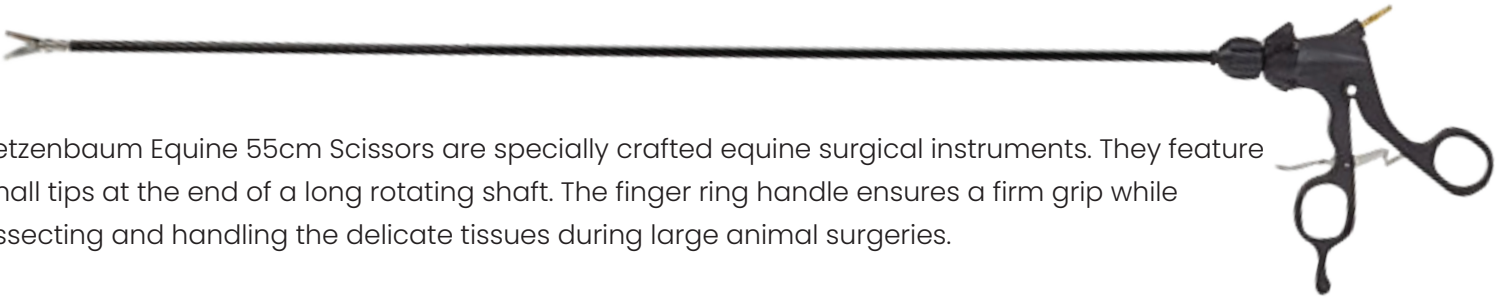 etzenbaum Equine 55cm Scissors are specially crafted equine surgical instruments. They feature
nall tips at the end of a long rotating shaft. The finger ring handle ensures a firm grip while
ssecting and handling the delicate tissues during large animal surgeries.